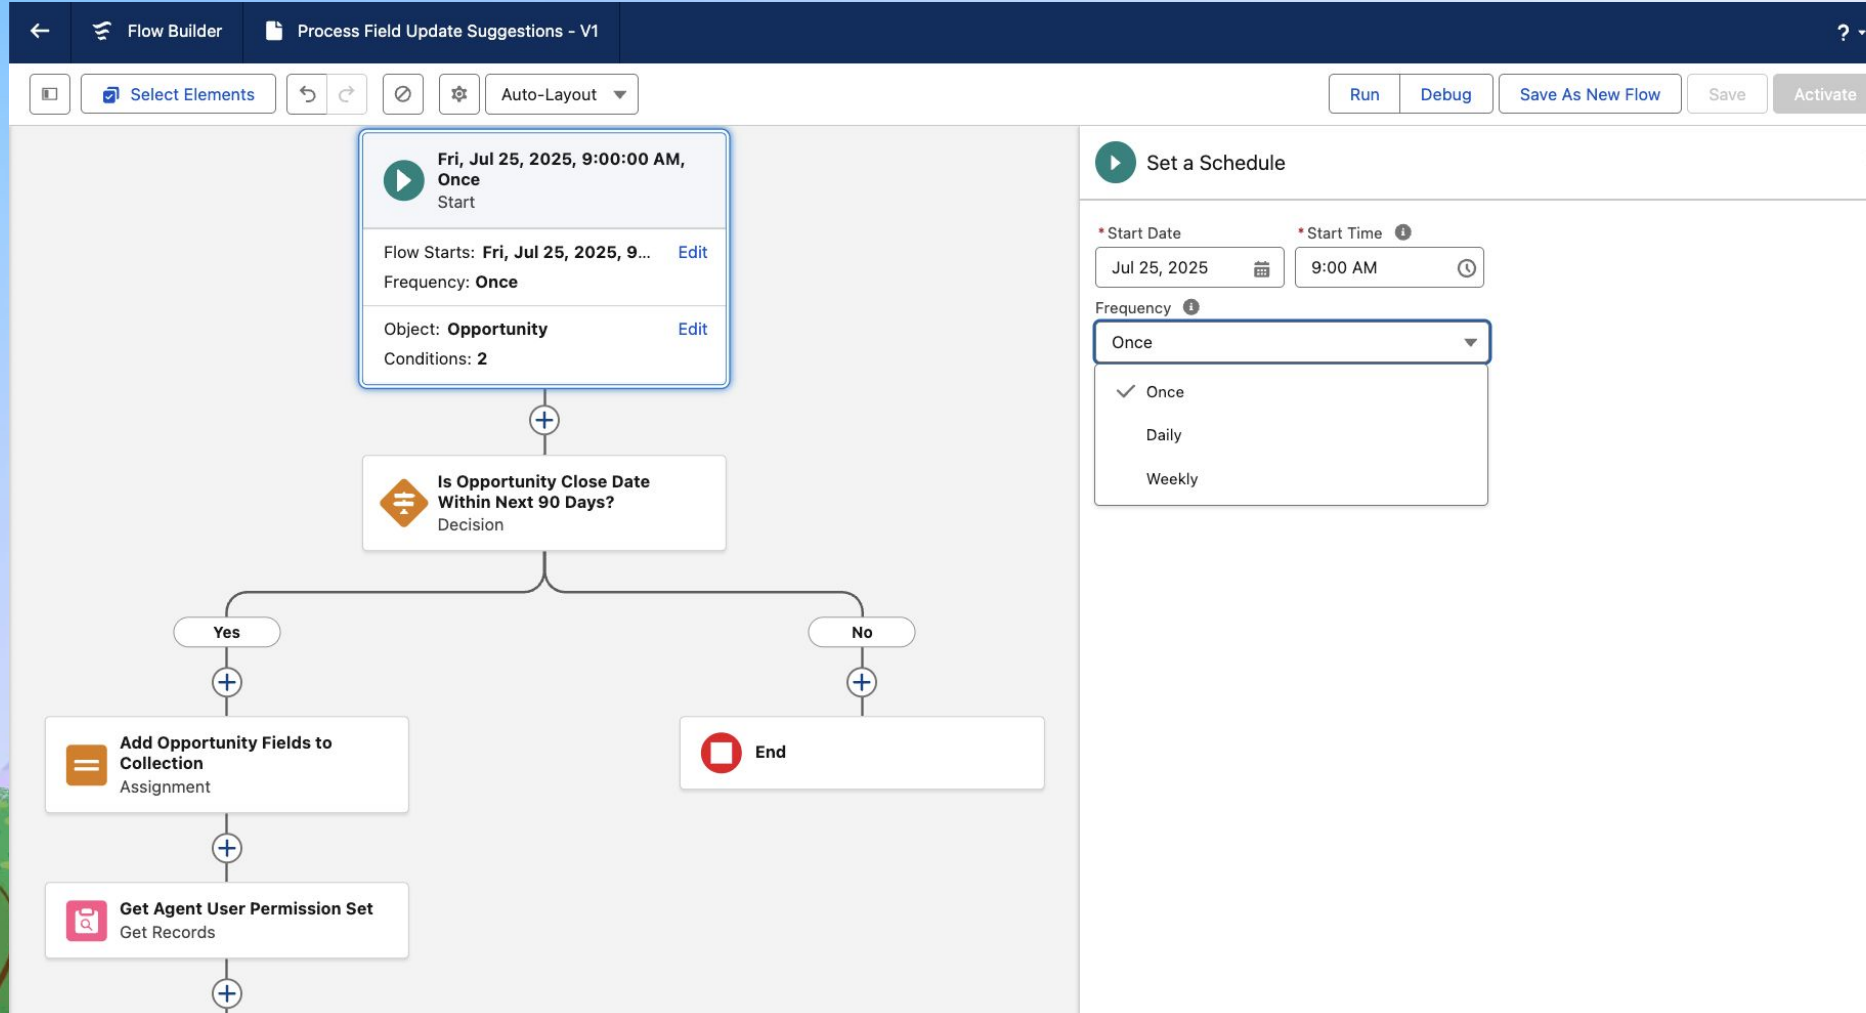 Flow Builder
Process Field Update Suggestions - V1
?
Select Elements
Auto-Layout
Run
Debug
Save As New Flow
Save
Activate
Fri, Jul 25, 2025, 9:00:00 AM,
Once
Start
Flow Starts: Fri, Jul 25, 2025, 9... Edit
Frequency: Once
Object: Opportunity Edit
Conditions: 2
Is Opportunity Close Date
Within Next 90 Days?
Decision
Yes
No
Add Opportunity Fields to
Collection
Assignment
End
Get Agent User Permission Set
Get Records
Set a Schedule
* Start Date
* Start Time
Jul 25, 2025
9:00 AM
Frequency
Once
Once
Daily
Weekly